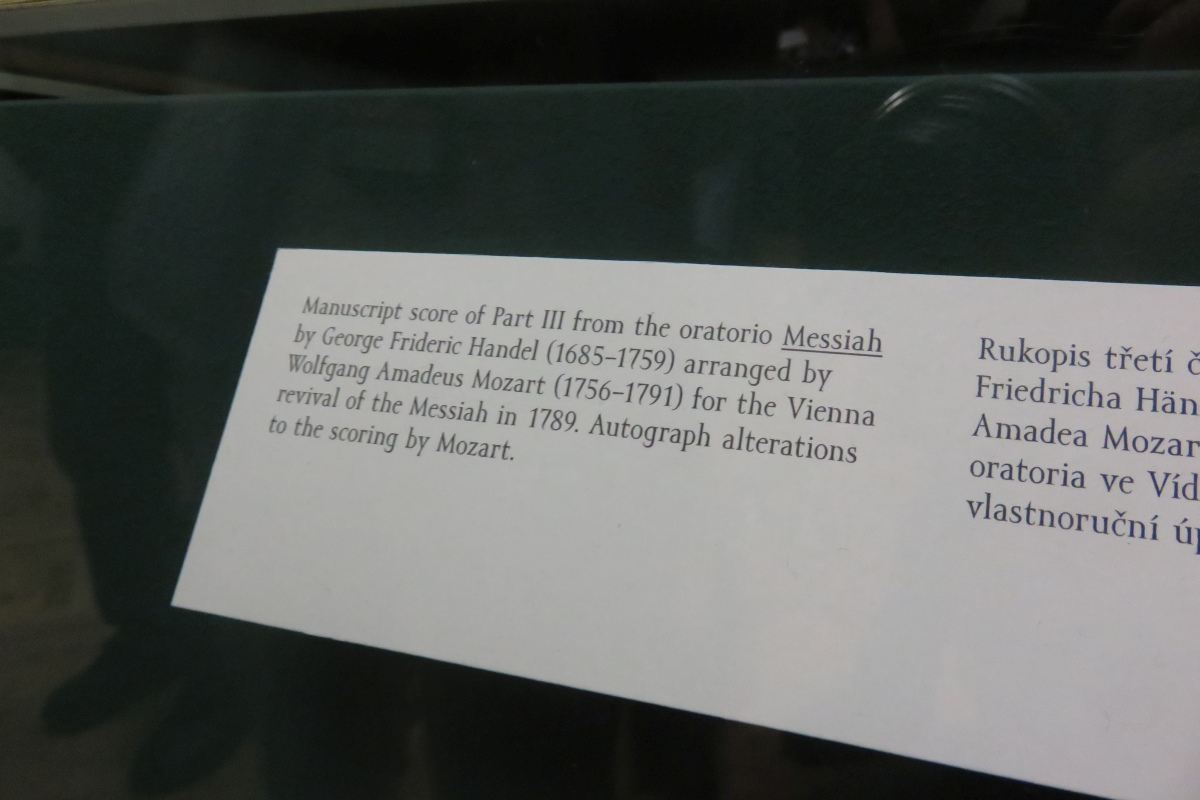 Manuscript score of Part III from the oratorio Messiah
by George Frideric Handel (1685–1759) arranged by
Wolfgang Amadeus Mozart (1756–1791) for the Vienna
revival of the Messiah in 1789. Autograph alterations
to the scoring by Mozart.
Rukopis třetí
Friedricha
Amadea
oratoria ve
vlastnoruční